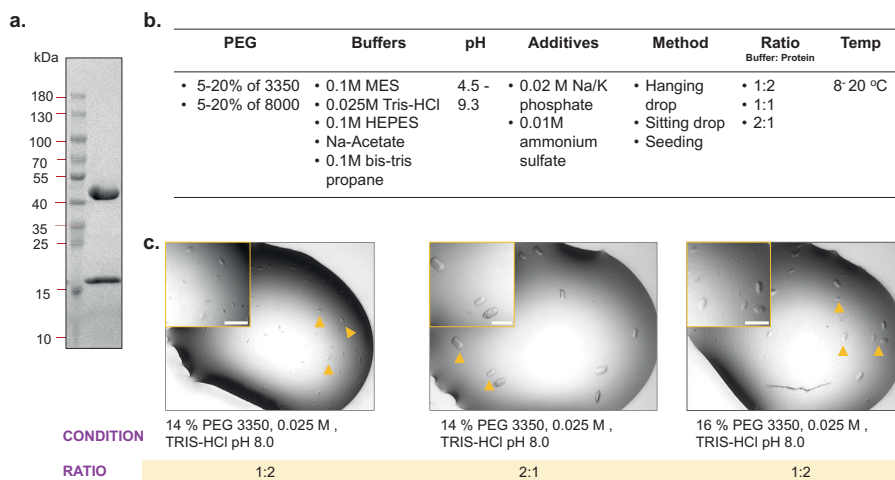 a.
kDa
180
130
100
70
55
40
35
25
15
10
b.
PEG Buffers pH Additives Method Ratio Temp
Buffer: Protein
• 5-20% of 3350
• 5-20% of 8000
• 0.1M MES
• 0.025M Tris-HCl
• 0.1M HEPES
• Na-Acetate
• 0.1M bis-tris
propane
4.5 -
9.3
• 0.02 M Na/K
phosphate
• 0.01M
ammonium
sulfate
• Hanging
drop
• Sitting drop
• Seeding
• 1:2
• 1:1
• 2:1
8-20 ºC
c.
CONDITION
14 % PEG 3350, 0.025 M ,
TRIS-HCl pH 8.0
14 % PEG 3350, 0.025 M ,
TRIS-HCl pH 8.0
16 % PEG 3350, 0.025 M ,
TRIS-HCl pH 8.0
RATIO 1:2 2:1 1:2